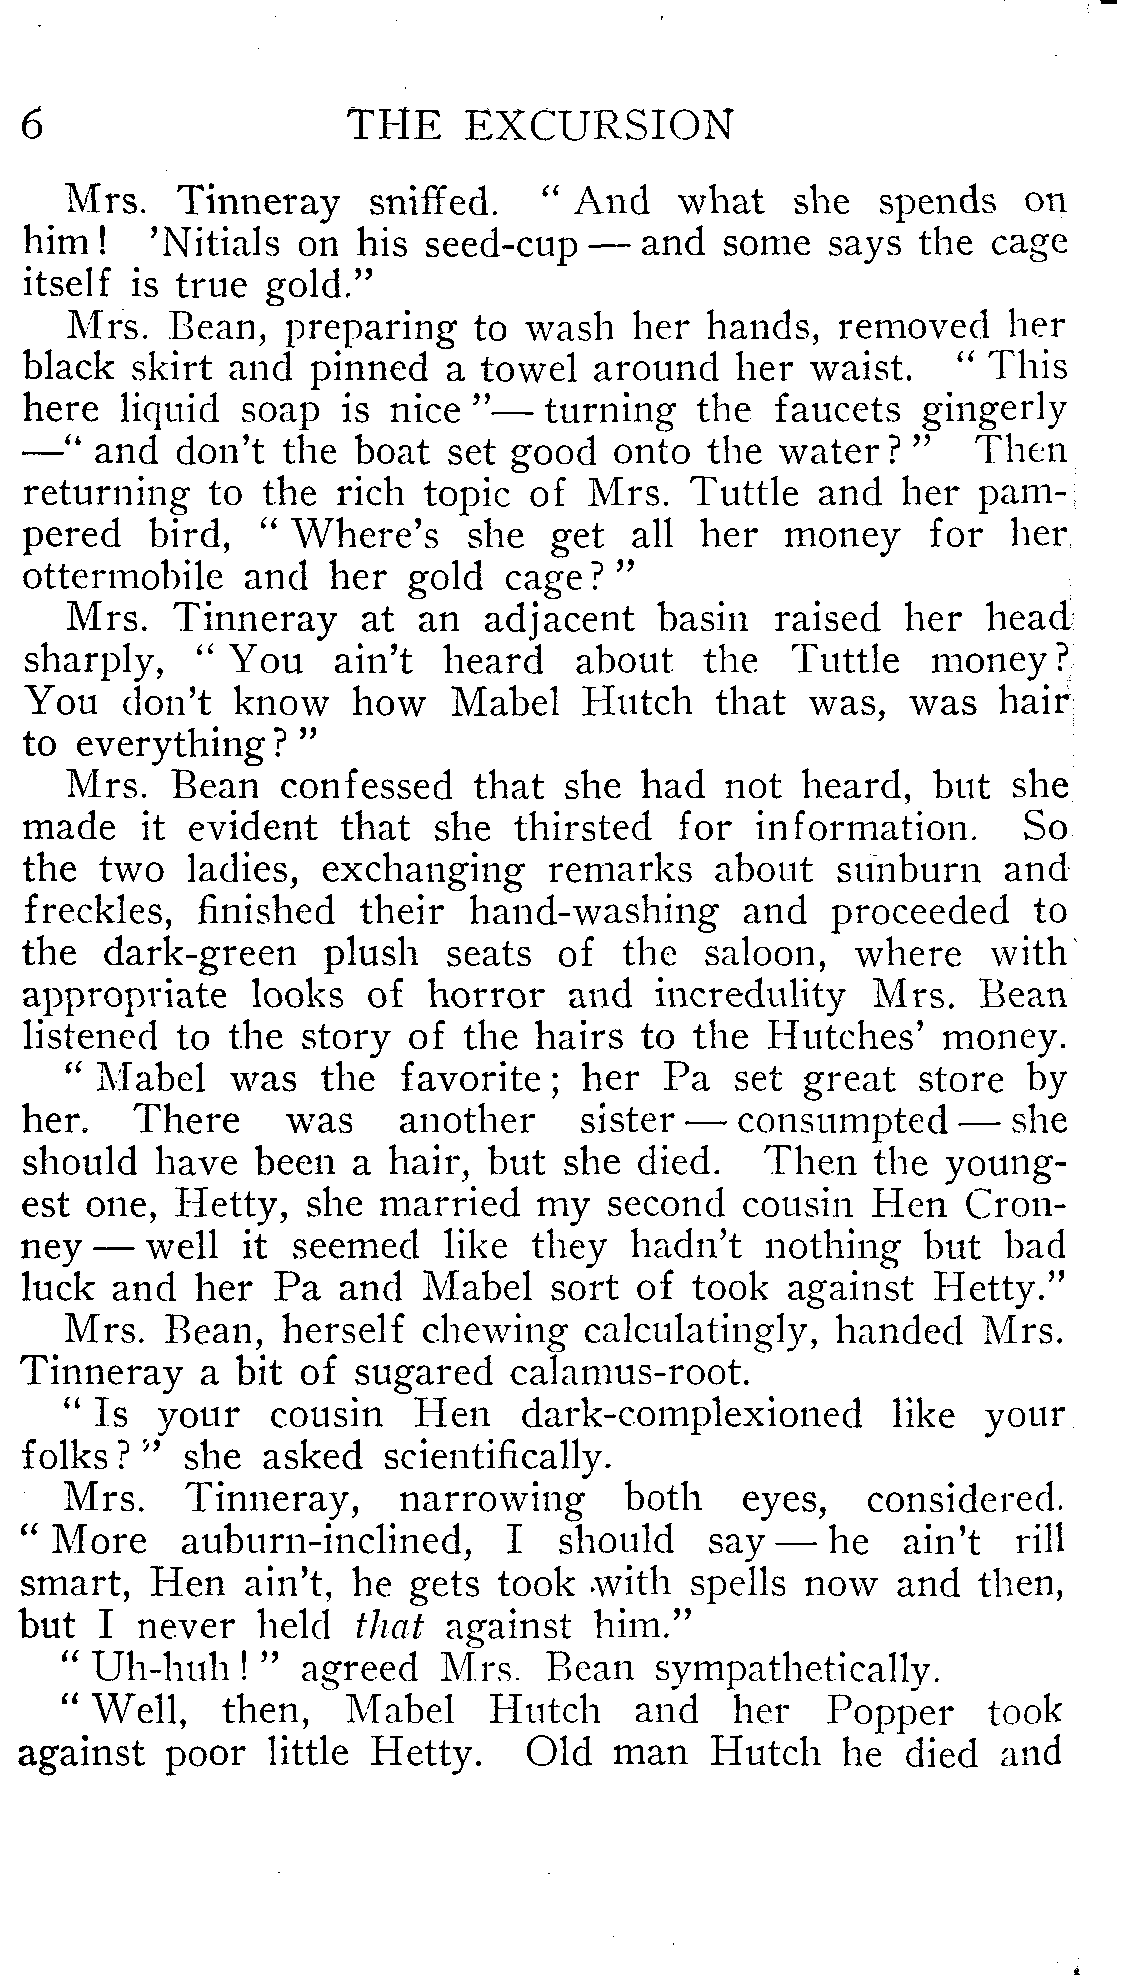 6 THE EXCURSION
Mrs. Tinneray sniffed. “ And what she spends on
him! ’Nitials on his seed-cup — and some says the cage
itself is true gold.”
Mrs. Bean, preparing to wash her hands, removed her
black skirt and pinned a towel around her waist. “ This
here liquid soap is nice ”— turning the faucets gingerly
—“ and don't the boat set good onto the water? ” Then
returning to the rich topic of Mrs. Tuttle and her pam-
pered bird, “ Where's she get all her money for her
ottermobile and her gold cage? ”
Mrs. Tinneray at an adjacent basin raised her head
sharply, “ You ain't heard about the Tuttle money?
You don't know how Mabel Hutch that was, was hair
to everything? ”
Mrs. Bean confessed that she had not heard, but she
made it evident that she thirsted for information. So
the two ladies, exchanging remarks about sunburn and
freckles, finished their hand-washing and proceeded to
the dark-green plush seats of the saloon, where with
appropriate looks of horror and incredulity Mrs. Bean
listened to the story of the hairs to the Hutches’ money.
“ Mabel was the favorite; her Pa set great store by
her. There was another sister — consumpted — she
should have been a hair, but she died. Then the young-
est one, Hetty, she married my second cousin Hen Cron-
ney — well it seemed like they hadn't nothing but bad
luck and her Pa and Mabel sort of took against Hetty.”
Mrs. Bean, herself chewing calculatingly, handed Mrs.
Tinneray a bit of sugared calamus-root.
“ Is your cousin Hen dark-complexioned like your
folks? ” she asked scientifically.
Mrs. Tinneray, narrowing both eyes, considered.
“ More auburn-inclined, I should say — he ain't rill
smart, Hen ain't, he gets took with spells now and then,
but I never held that against him.”
“ Uh-huh! ” agreed Mrs. Bean sympathetically.
“ Well, then, Mabel Hutch and her Popper took
against poor little Hetty. Old man Hutch he died and